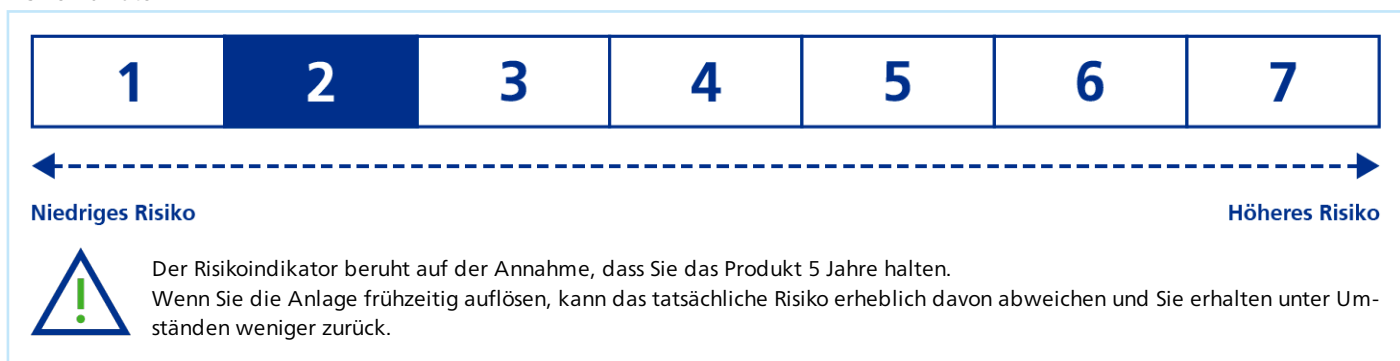 1 2 3 4 5 6 7
Niedriges Risiko Höheres Risiko
Der Risikoindikator beruht auf der Annahme, dass Sie das Produkt 5 Jahre halten.
Wenn Sie die Anlage frühzeitig auflösen, kann das tatsächliche Risiko erheblich davon abweichen und Sie erhalten unter Um-
ständen weniger zurück.